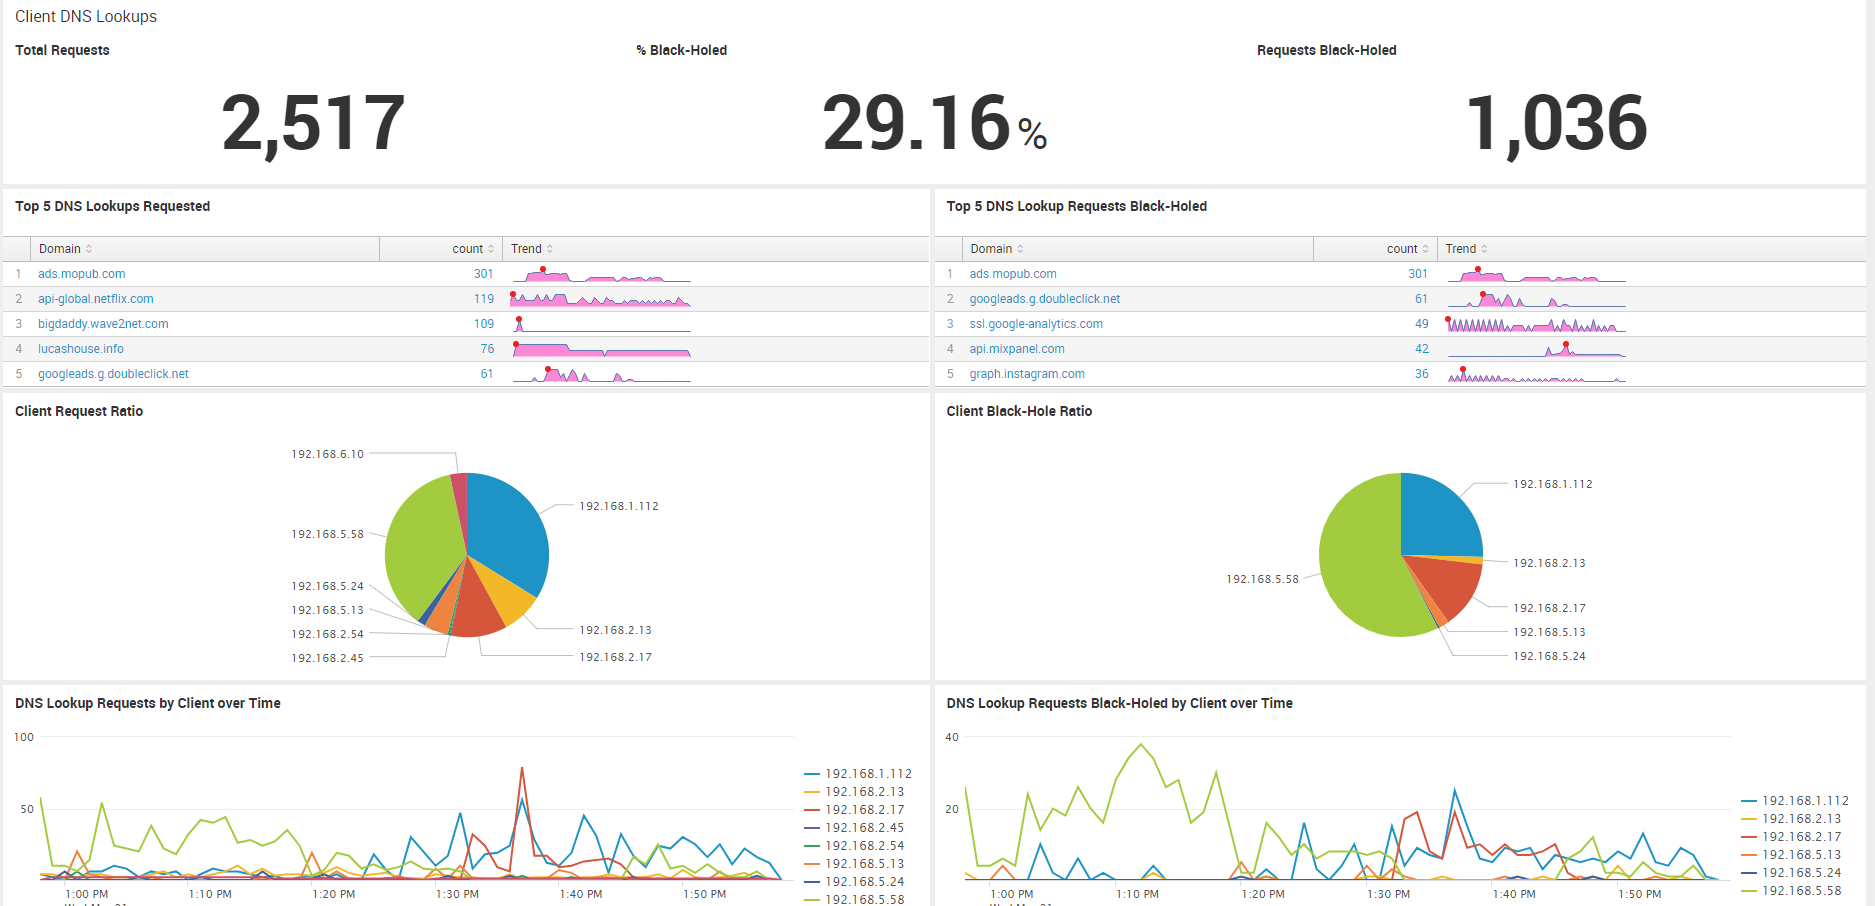 Client DNS Lookups
Total Requests
% Black-Holed
Requests Black-Holed
2,517
29.16 %
1,036
Top 5 DNS Lookups Requested
Domain count Trend
1 ads.mopub.com 301
2 api-global.netflix.com 119
3 bigdaddy.wave2net.com 109
4 lucashouse.info 76
5 googleads.g.doubleclick.net 61
Top 5 DNS Lookup Requests Black-Holed
Domain count Trend
1 ads.mopub.com 301
2 googleads.g.doubleclick.net 61
3 ssl.google-analytics.com 49
4 api.mixpanel.com 42
5 graph.instagram.com 36
Client Request Ratio
192.168.6.10
192.168.1.112
192.168.5.58
192.168.5.24
192.168.5.13
192.168.2.54
192.168.2.45
192.168.2.13
192.168.2.17
Client Black-Hole Ratio
192.168.1.112
192.168.2.13
192.168.5.58
192.168.2.17
192.168.5.13
192.168.5.24
DNS Lookup Requests by Client over Time
100
50
1:00 PM 1:10 PM 1:20 PM 1:30 PM 1:40 PM 1:50 PM
192.168.1.112
192.168.2.13
192.168.2.17
192.168.2.45
192.168.2.54
192.168.5.13
192.168.5.24
192.168.5.58
DNS Lookup Requests Black-Holed by Client over Time
40
20
1:00 PM 1:10 PM 1:20 PM 1:30 PM 1:40 PM 1:50 PM
192.168.1.112
192.168.2.13
192.168.2.17
192.168.5.13
192.168.5.24
192.168.5.58